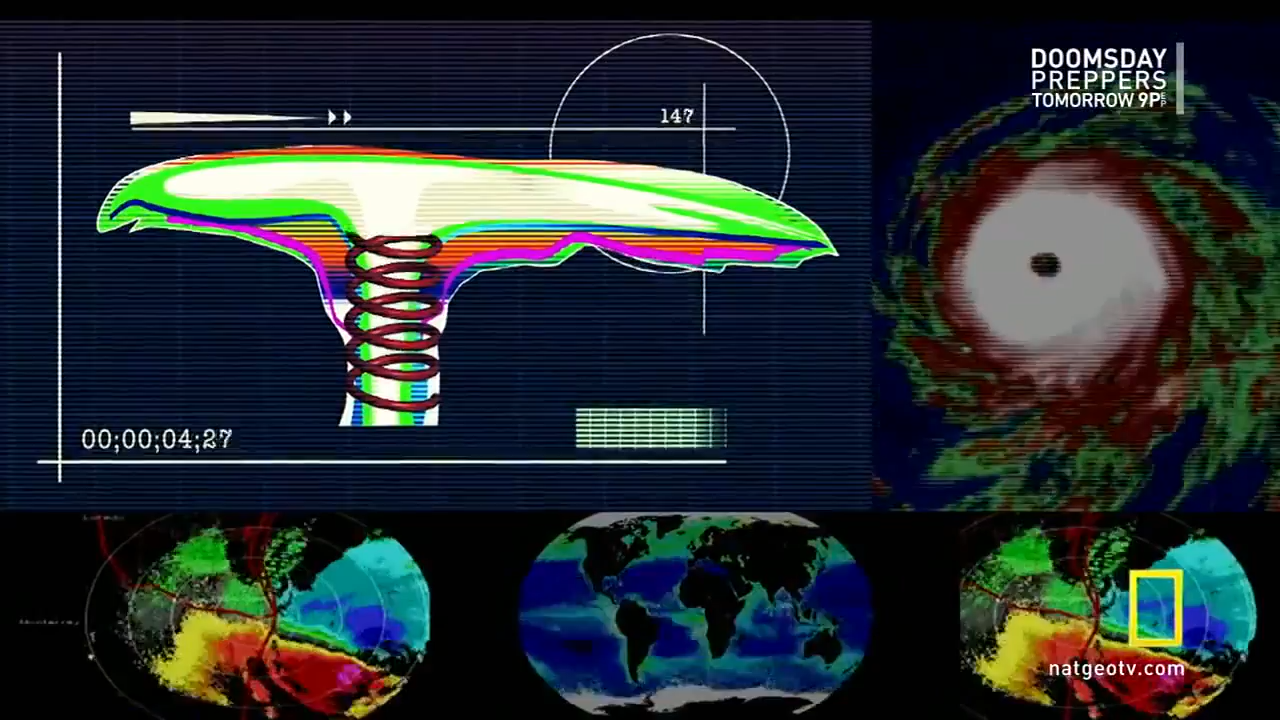 DOOMSDAY
PREPPERS
TOMORROW 9P
147
00;00;04;27
natgeotv.com